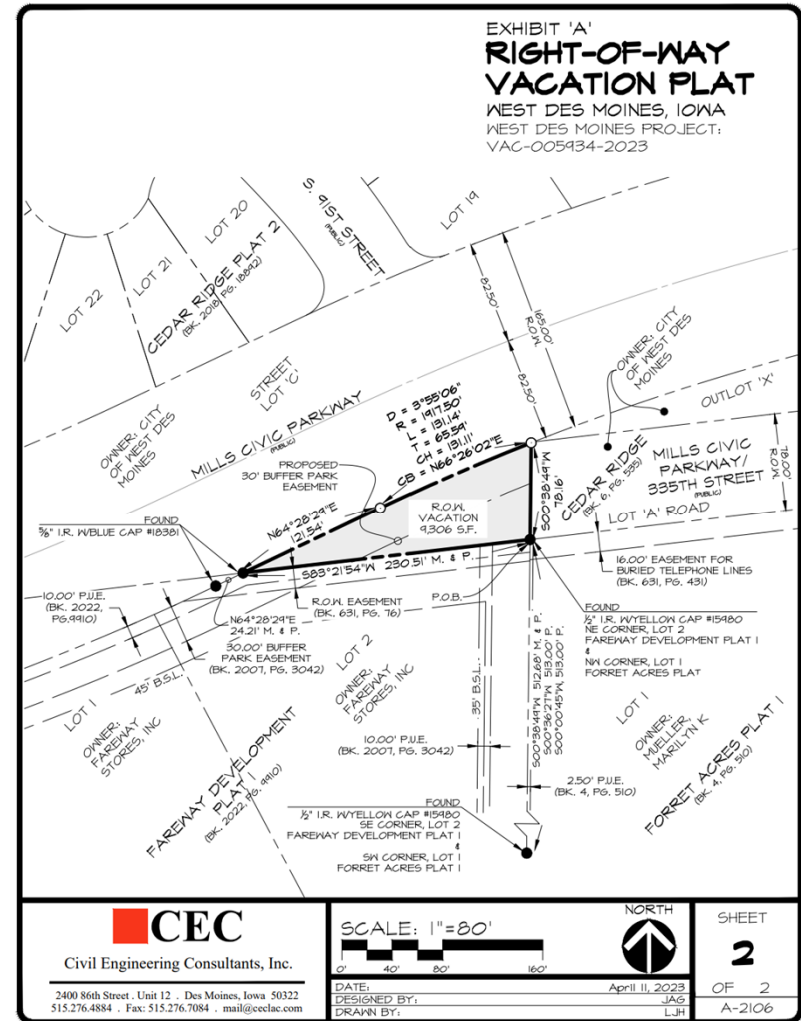 EXHIBIT 'A'
RIGHT-OF-WAY
VACATION PLAT
WEST DES MOINES, IOWA
WEST DES MOINES PROJECT:
VAC-005934-2023
LOT 19
S. 91ST STREET
(PUBLIC)
LOT 20
LOT 21
LOT 22
CEDAR RIDGE PLAT 2
(BK. 2018, PG. 18892)
82.50'
165.00'
R.O.W.
82.50'
OWNER: CITY
OF WEST DES
MOINES
OUTLOT 'X'
STREET
LOT 'C'
OWNER: CITY
OF WEST DES
MOINES
MILLS CIVIC PARKWAY
(PUBLIC)
D = 3°55'06"
R = 1917.50'
L = 131.14'
T = 65.59'
CH = 131.11'
CB = N66°26'02"E
PROPOSED
30' BUFFER PARK
EASEMENT
N64°28'29"E
121.54'
R.O.W.
VACATION
9,306 S.F.
S00°38'49"W
78.16'
CEDAR RIDGE
(BK. 6, PG. 535)
MILLS CIVIC
PARKWAY/
335TH STREET
(PUBLIC)
78.00'
R.O.W.
LOT 'A' ROAD
FOUND
5/8" I.R. W/BLUE CAP #18381
S83°21'54"W 230.51' M. & P.
16.00' EASEMENT FOR
BURIED TELEPHONE LINES
(BK. 631, PG. 431)
10.00' P.U.E.
(BK. 2022,
PG.9910)
R.O.W. EASEMENT
(BK. 631, PG. 76)
P.O.B.
N64°28'29"E
24.21' M. & P.
30.00' BUFFER
PARK EASEMENT
(BK. 2007, PG. 3042)
FOUND
1/2" I.R. W/YELLOW CAP #15980
NE CORNER, LOT 2
FAREWAY DEVELOPMENT PLAT 1
&
NW CORNER, LOT 1
FORRET ACRES PLAT
45' B.S.L.
LOT 2
OWNER:
FAREWAY
STORES, INC
35' B.S.L.
S00°38'49"W 512.68' M. & P.
S00°36'27"W 513.00' P.
S00°00'45"W, 513.00' P.
LOT 1
OWNER:
FAREWAY
STORES, INC
LOT 1
OWNER:
MUELLER,
MARILYN K
10.00' P.U.E.
(BK. 2007, PG. 3042)
2.50' P.U.E.
(BK. 4, PG. 510)
FAREWAY DEVELOPMENT
PLAT 1
(BK. 2022, PG. 9910)
FORRET ACRES PLAT 1
(BK. 4, PG. 510)
FOUND
1/2" I.R. W/YELLOW CAP #15980
SE CORNER, LOT 2
FAREWAY DEVELOPMENT PLAT 1
&
SW CORNER, LOT 1
FORRET ACRES PLAT 1
CEC
Civil Engineering Consultants, Inc.
2400 86th Street . Unit 12 . Des Moines, Iowa 50322
515.276.4884 . Fax: 515.276.7084 . mail@ceclac.com
SCALE: 1"=80'
0' 40' 80' 160'
NORTH
DATE: April 11, 2023
DESIGNED BY: JAG
DRAWN BY: LJH
SHEET
2
OF 2
A-2106